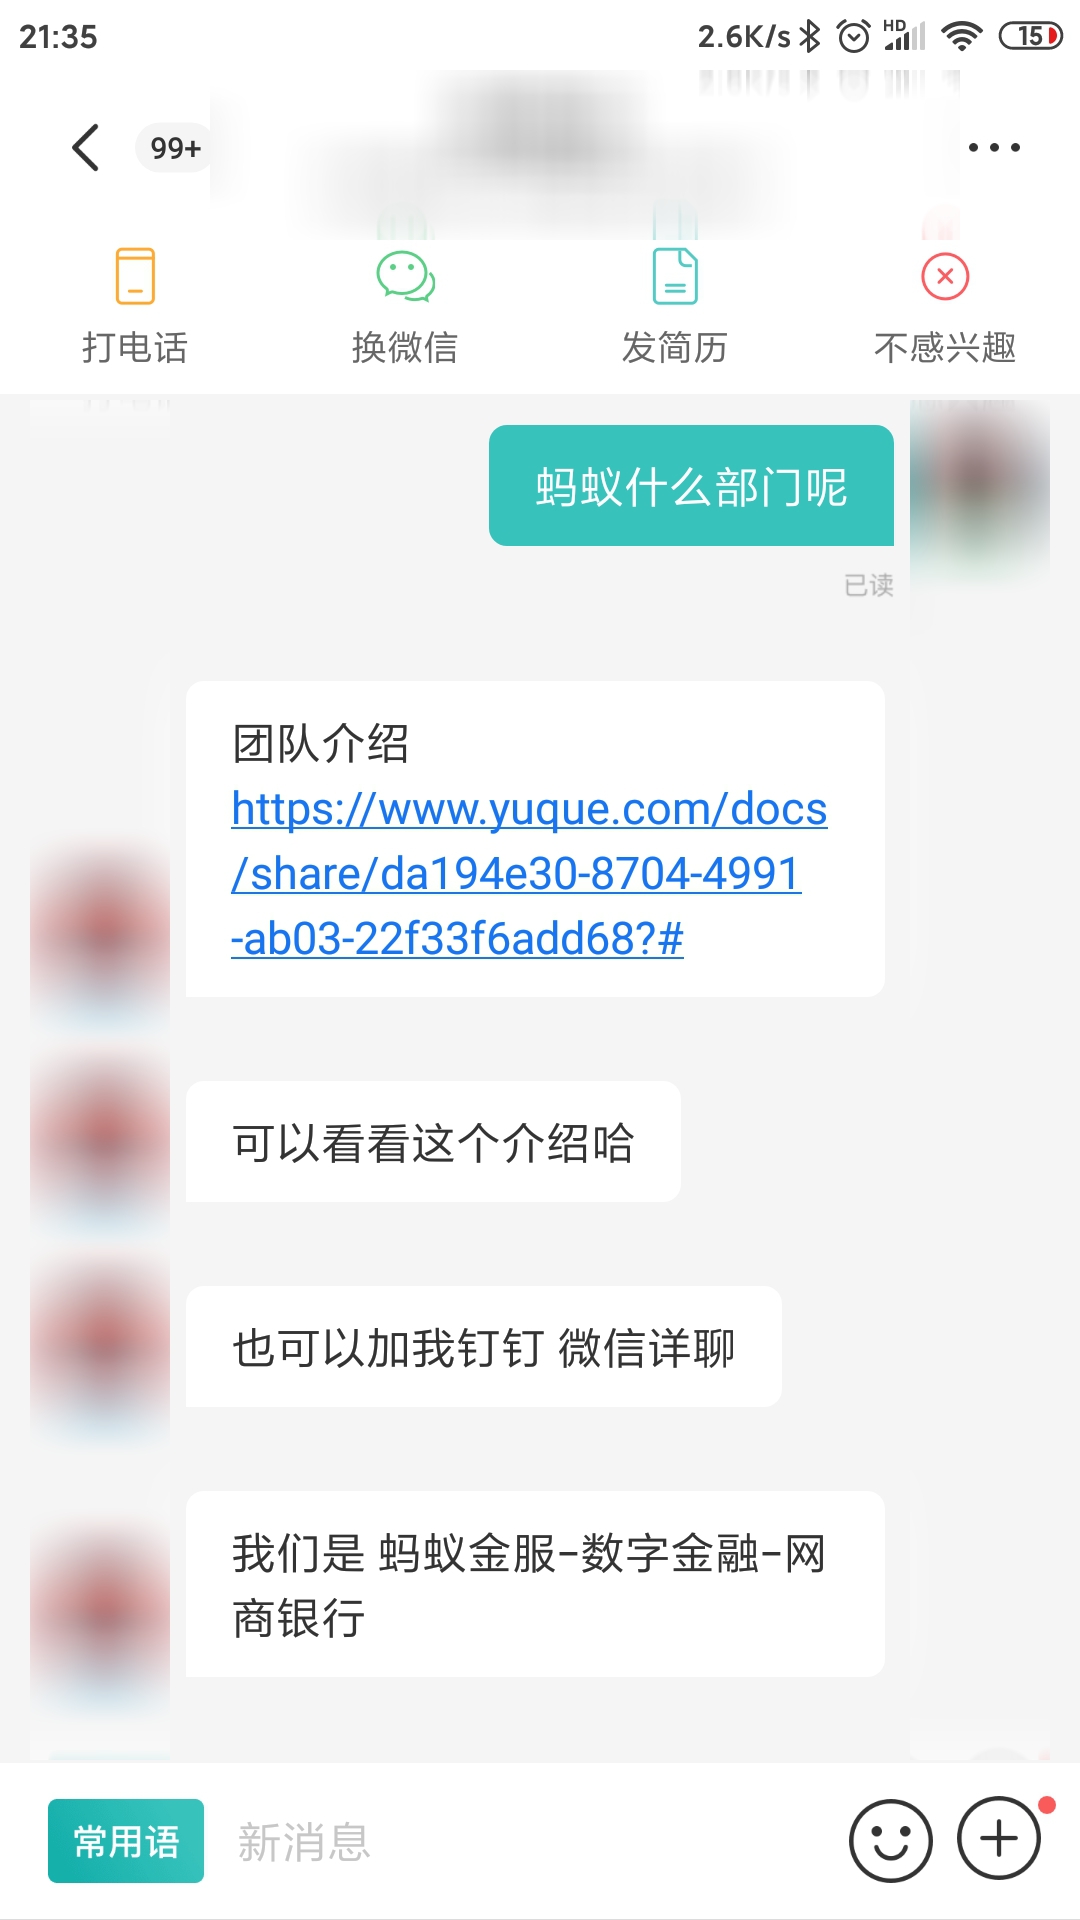 21:35
2.6K/s HD 15
99+
打电话 换微信 发简历 不感兴趣
蚂蚁什么部门呢
已读
团队介绍
https://www.yuque.com/docs
/share/da194e30-8704-4991
-ab03-22f33f6add68?#
可以看看这个介绍哈
也可以加我钉钉 微信详聊
我们是 蚂蚁金服-数字金融-网
商银行
常用语 新消息